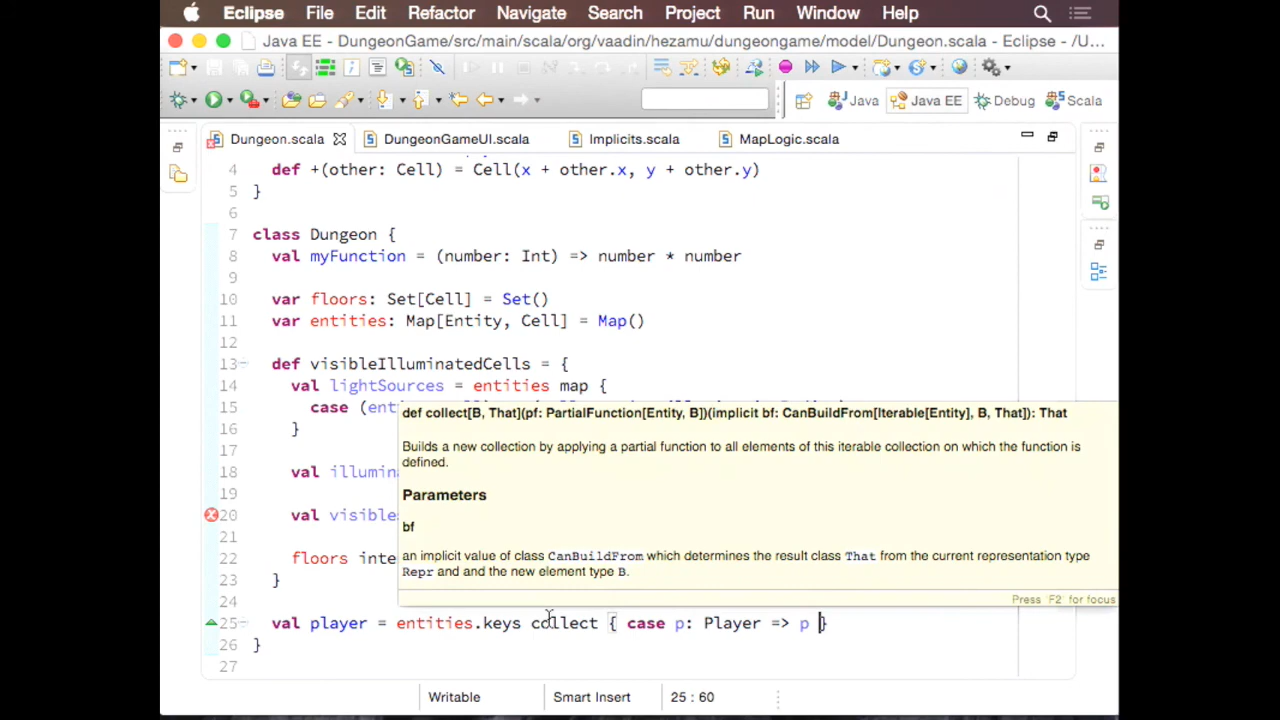 Eclipse File Edit Refactor Navigate Search Project Run Window Help
Java EE - DungeonGame/src/main/scala/org/vaadin/hezamu/dungeongame/model/Dungeon.scala - Eclipse - /U...
Java Java EE Debug Scala
Dungeon.scala DungeonGameUI.scala Implicits.scala MapLogic.scala
4 def +(other: Cell) = Cell(x + other.x, y + other.y)
5 }
6
7 class Dungeon {
8 val myFunction = (number: Int) => number * number
9
10 var floors: Set[Cell] = Set()
11 var entities: Map[Entity, Cell] = Map()
12
13 def visibleIlluminatedCells = {
14 val lightSources = entities map {
15 case (ent
16 }
17
18 val illumin
19
20 val visible
21
22 floors inte
23 }
24
25 val player = entities.keys collect { case p: Player => p }
26 }
27
def collect[B, That](pf: PartialFunction[Entity, B])(implicit bf: CanBuildFrom[Iterable[Entity], B, That]): That
Builds a new collection by applying a partial function to all elements of this iterable collection on which the function is
defined.
Parameters
bf
an implicit value of class CanBuildFrom which determines the result class That from the current representation type
Repr and and the new element type B.
Press F2 for focus
Writable Smart Insert 25 : 60